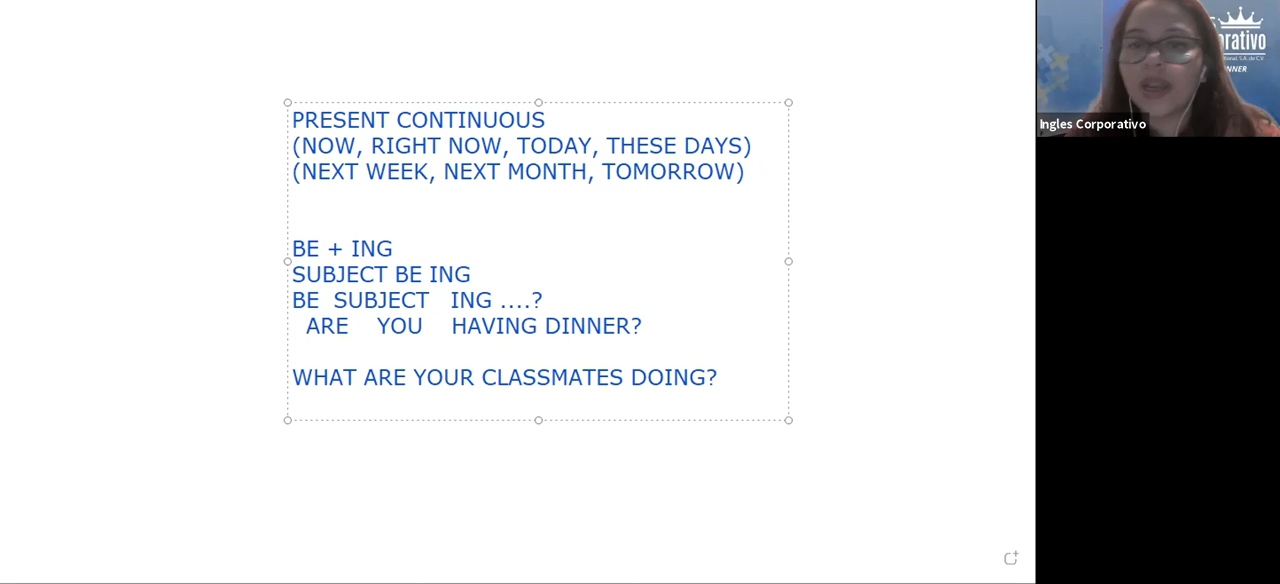 PRESENT CONTINUOUS
(NOW, RIGHT NOW, TODAY, THESE DAYS)
(NEXT WEEK, NEXT MONTH, TOMORROW)
BE + ING
SUBJECT BE ING
BE SUBJECT ING ....?
ARE YOU HAVING DINNER?
WHAT ARE YOUR CLASSMATES DOING?
Ingles Corporativo